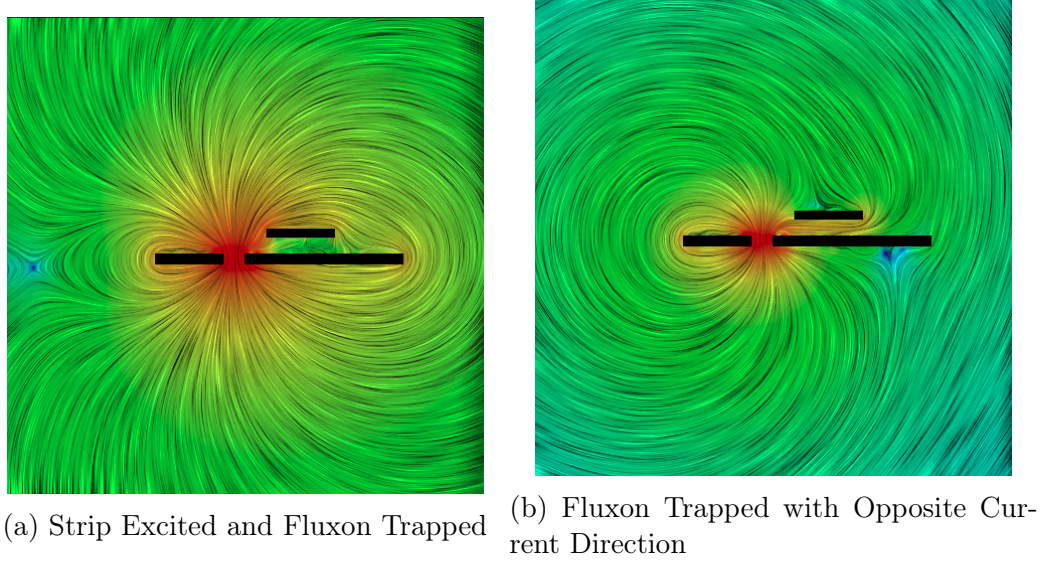 (a) Strip Excited and Fluxon Trapped
(b) Fluxon Trapped with Opposite Cur-
rent Direction